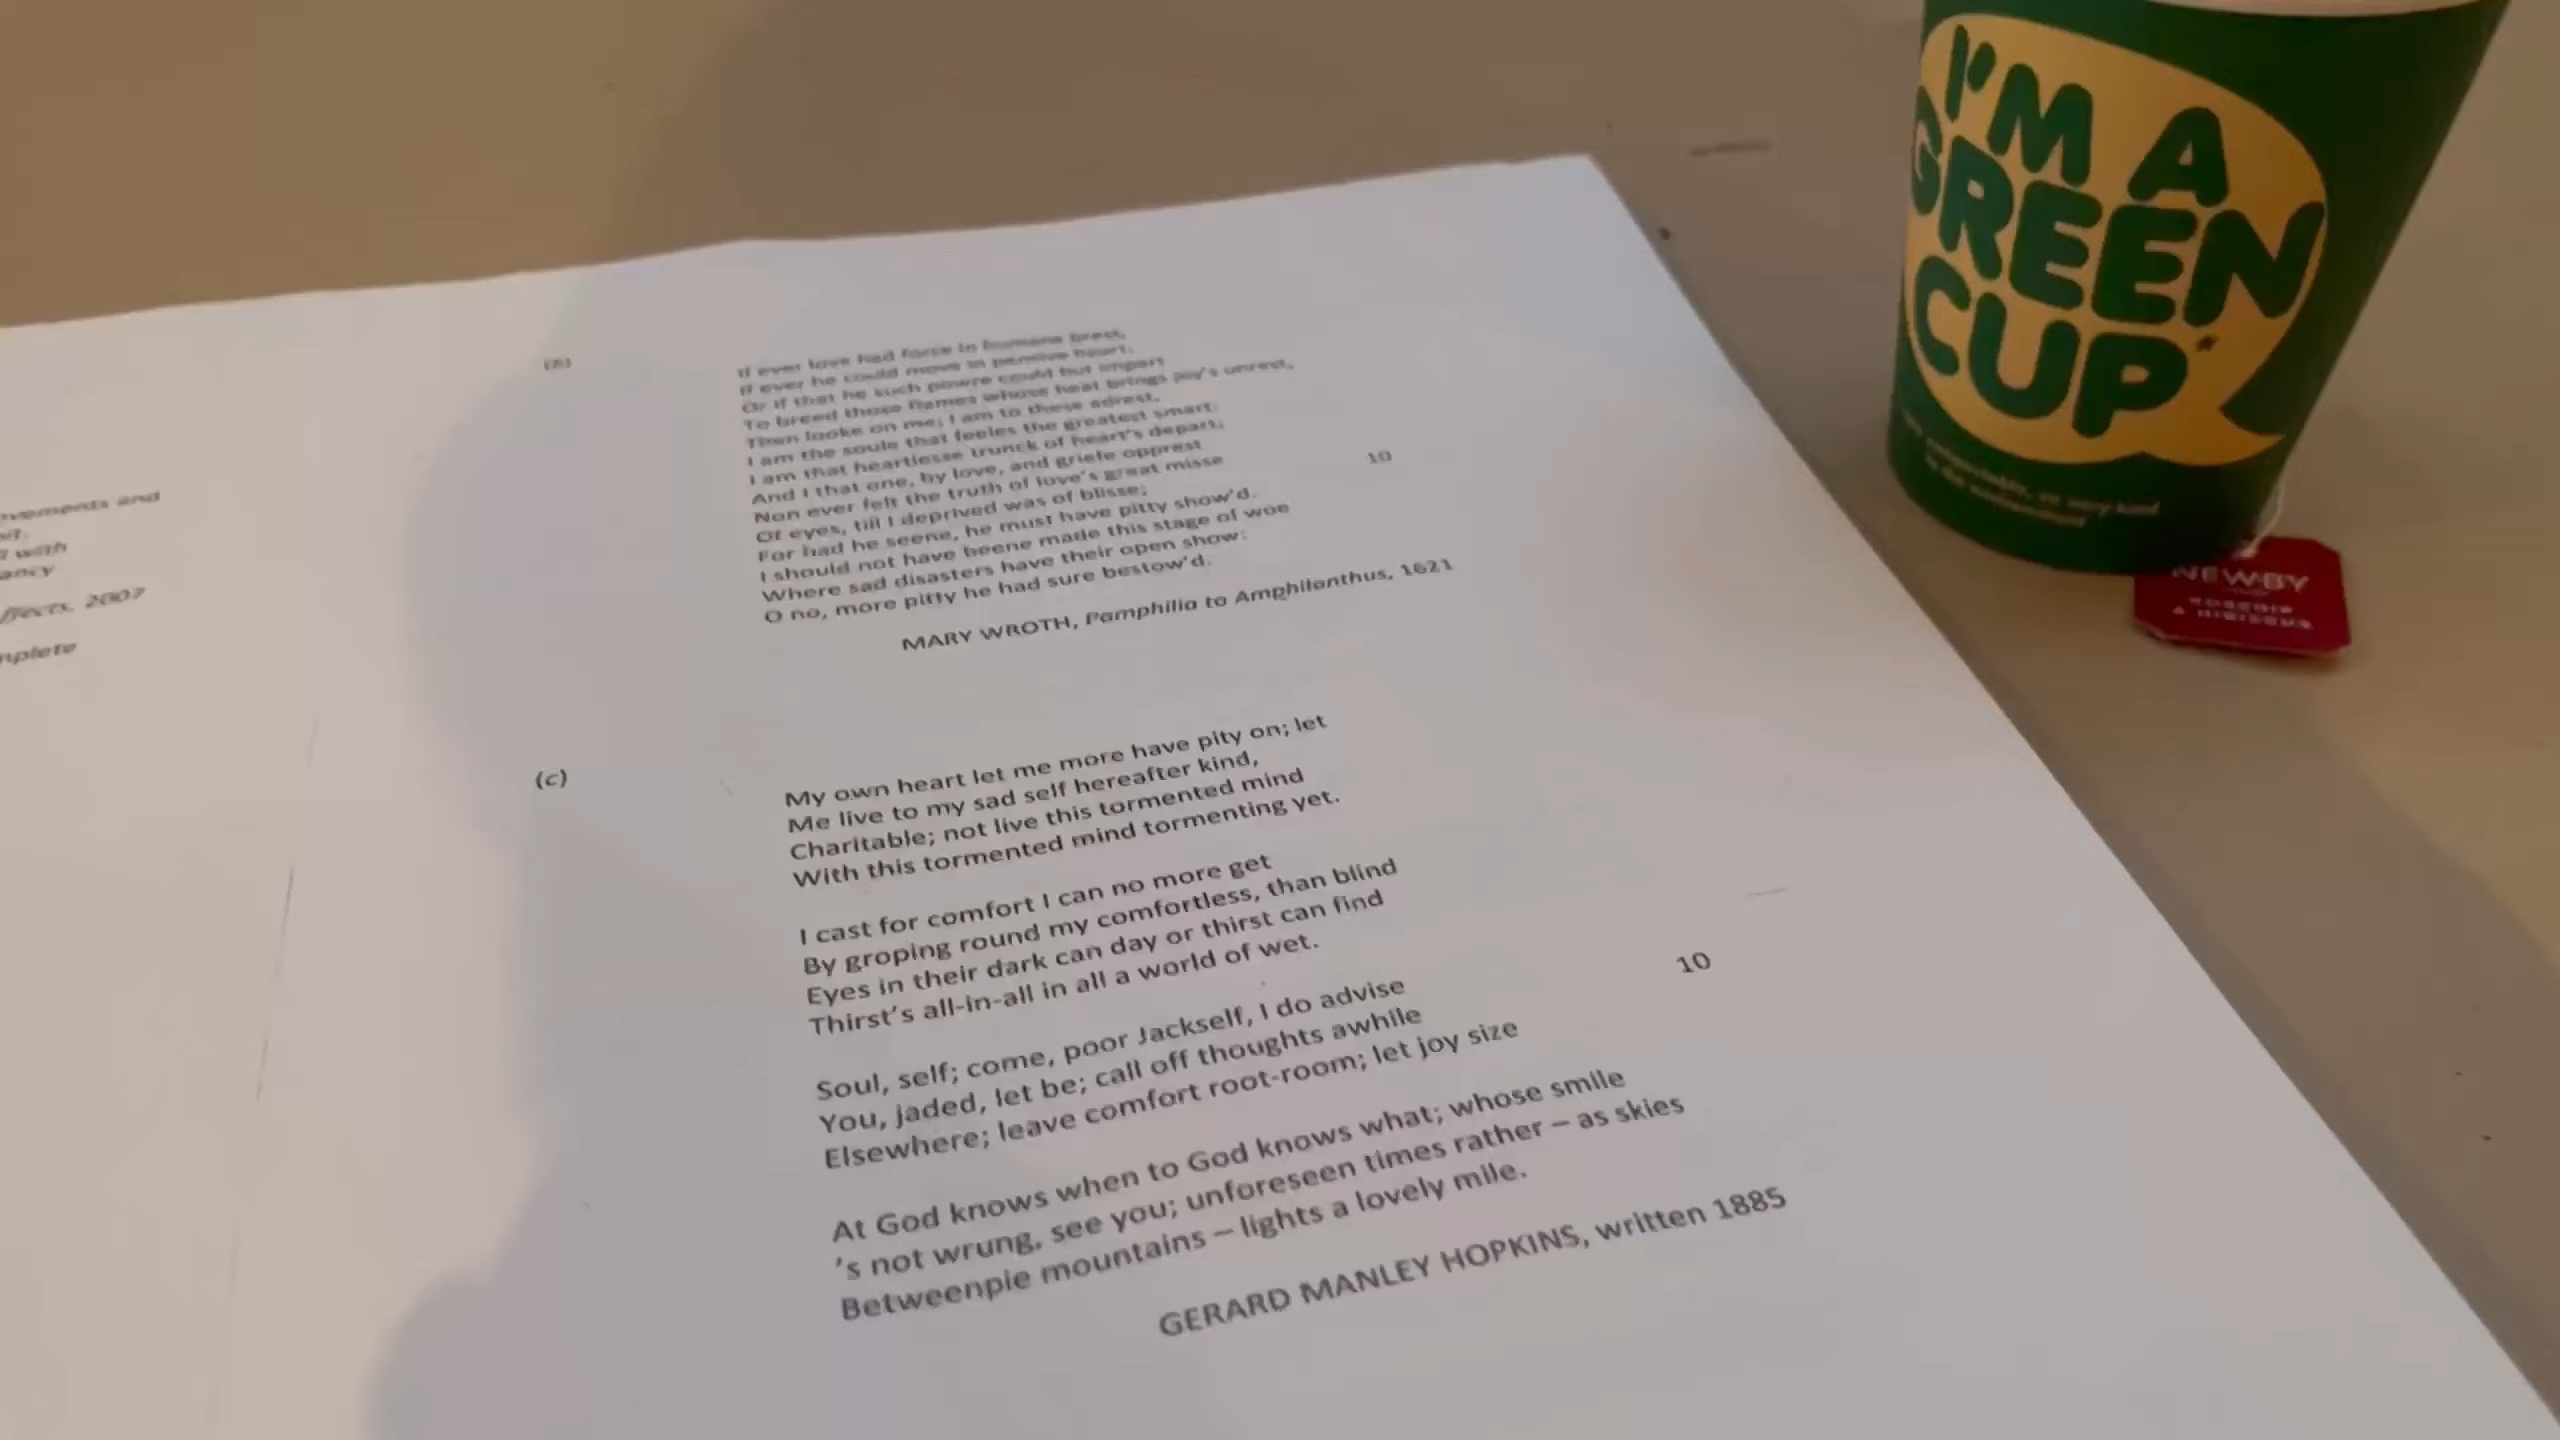 vements and
with
ancy
ffects, 2007
mplete
If ever love had force in humane brest,
If ever he could move in pensive heart,
Or if that he such powre could but impart
To breed those flames whose heat brings joy's unrest,
Then looke on me; I am to these adrest,
I am the soule that feeles the greatest smart:
I am that heartlesse trunck of heart's depart;
And I that one, by love, and griefe opprest
Non ever felt the truth of love's great misse
Of eyes, till I deprived was of blisse;
10
For had he seene, he must have pitty show'd.
I should not have beene made this stage of woe
Where sad disasters have their open show:
O no, more pitty he had sure bestow'd.
MARY WROTH, Pamphilia to Amphilanthus, 1621
(c)
My own heart let me more have pity on; let
Me live to my sad self hereafter kind,
Charitable; not live this tormented mind
With this tormented mind tormenting yet.
I cast for comfort I can no more get
By groping round my comfortless, than blind
Eyes in their dark can day or thirst can find
Thirst's all-in-all in all a world of wet.
Soul, self; come, poor Jackself, I do advise
You, jaded, let be; call off thoughts awhile
10
Elsewhere; leave comfort root-room; let joy size
At God knows when to God knows what; whose smile
's not wrung, see you; unforeseen times rather – as skies
Betweenpie mountains – lights a lovely mile.
GERARD MANLEY HOPKINS, written 1885
I'M A
GREEN
CUP*
NEWBY
ROSEHIP
& HIBISCUS